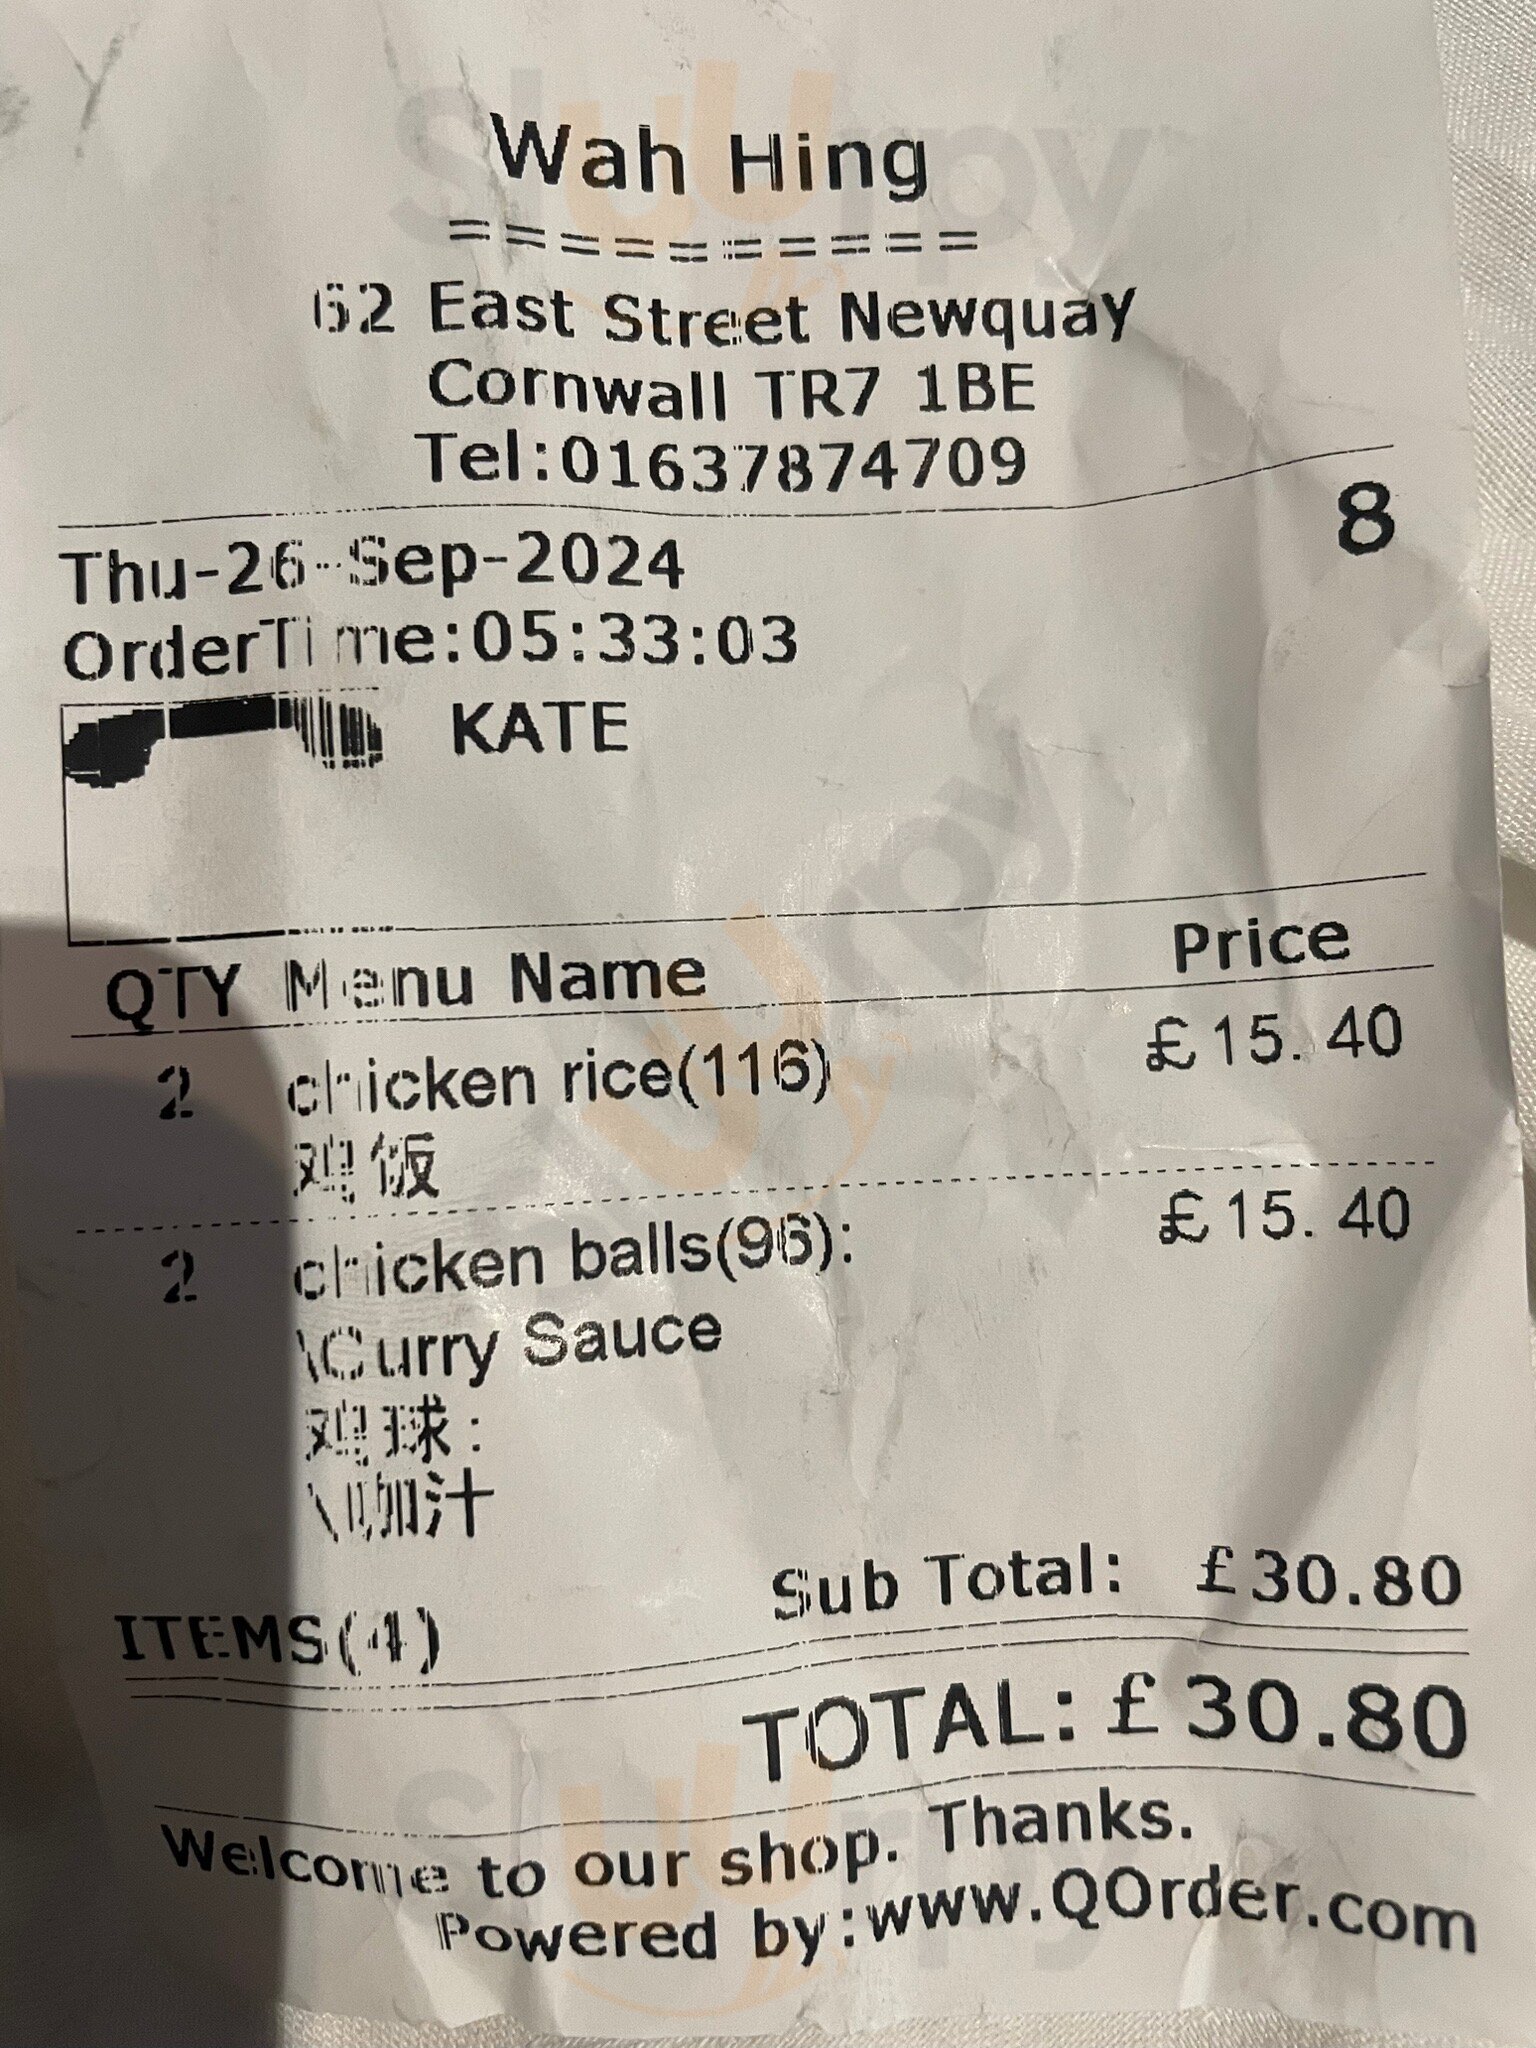 Wah Hing
==========
62 East Street Newquay
Cornwall TR7 1BE
Tel:01637874709
8
Thu-26-Sep-2024
OrderTime:05:33:03
KATE
QTY Menu Name Price
2 chicken rice(116) £15.40
鸡饭
2 chicken balls(96): £15.40
\Curry Sauce
鸡球:
\咖汁
Sub Total: £30.80
ITEMS(4)
TOTAL: £30.80
Welcome to our shop. Thanks.
Powered by:www.QOrder.com
sluurpy
sluurpy
sluurpy